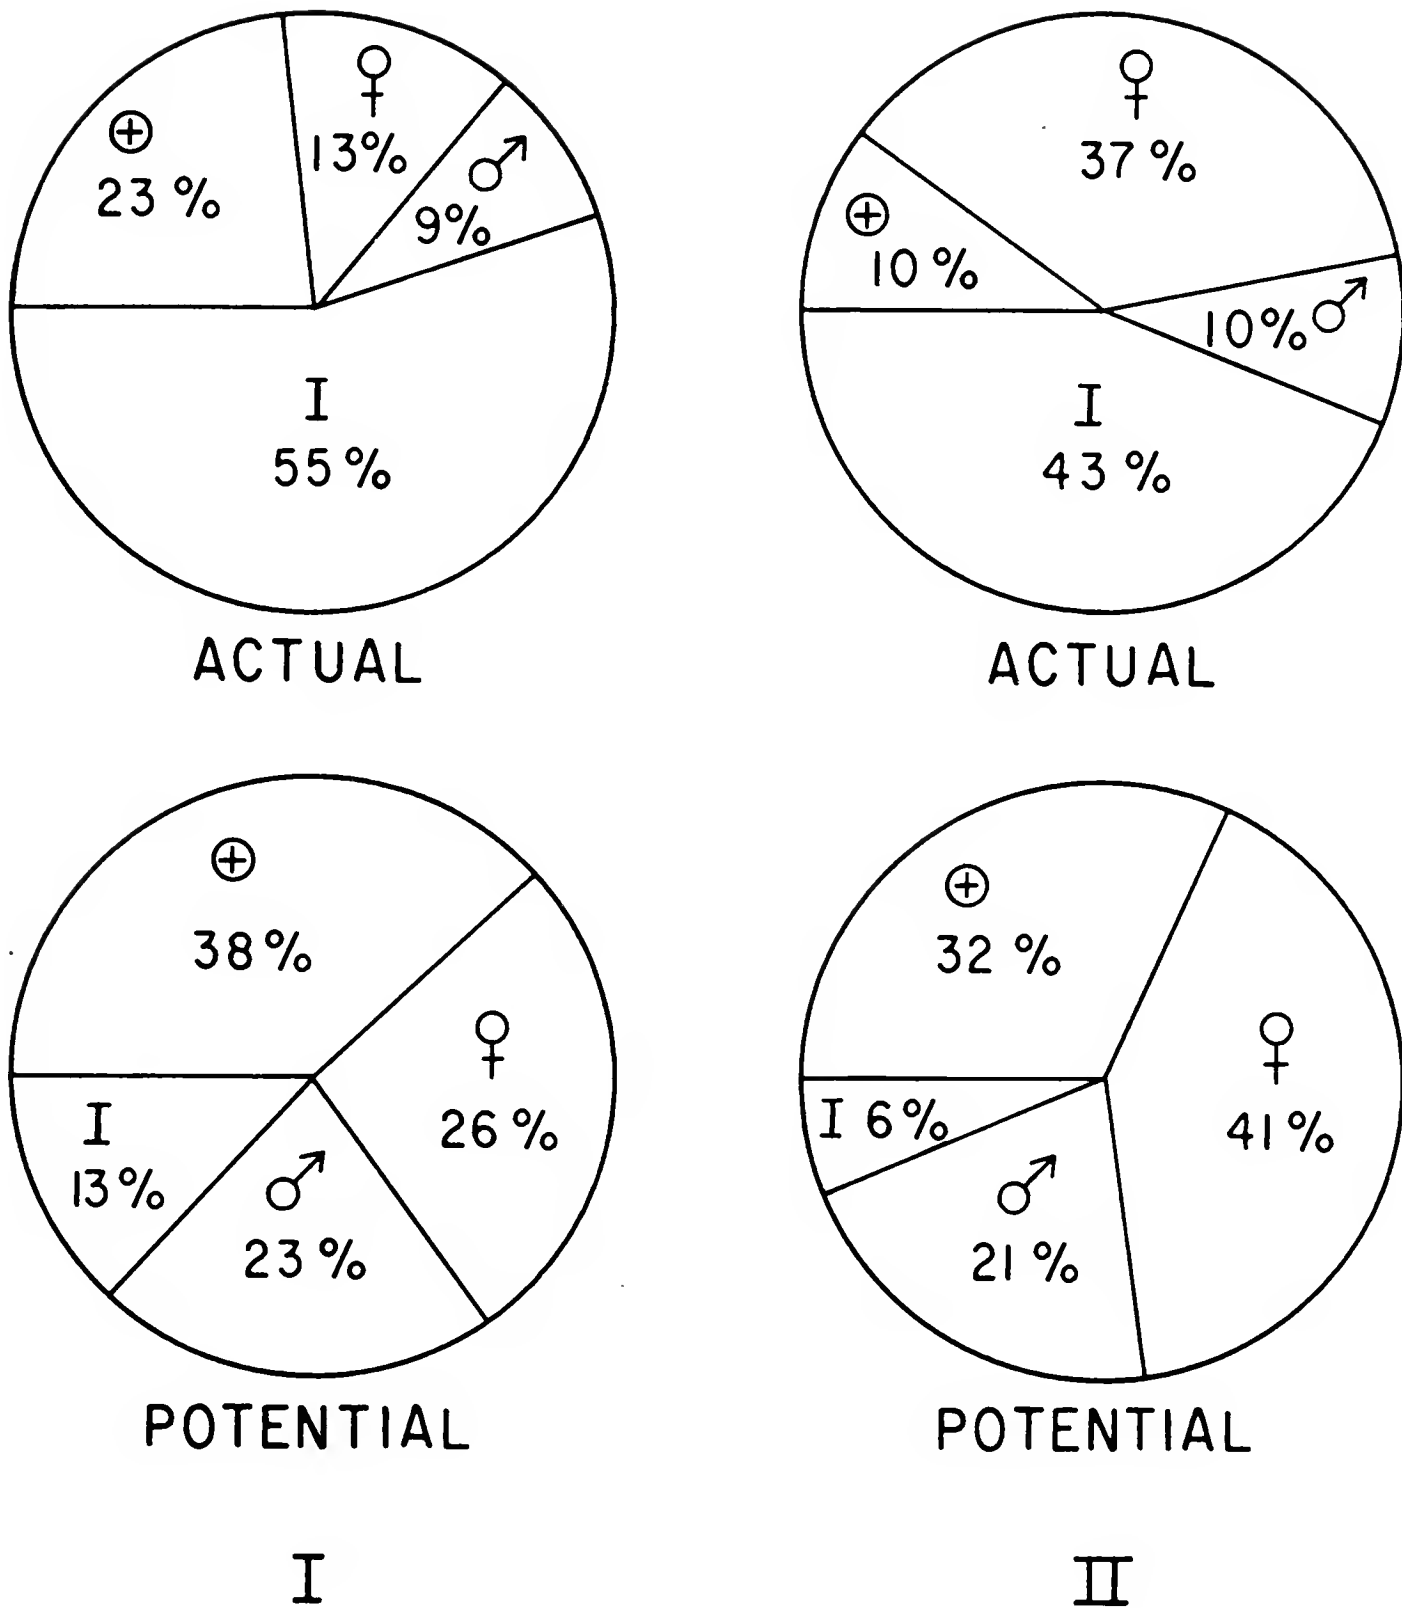 ⊕
23 %
♀
13%
♂
9%
I
55 %
ACTUAL
♀
37 %
⊕
10 %
10% ♂
I
43 %
ACTUAL
⊕
38 %
♀
26 %
I
13%
♂
23 %
POTENTIAL
⊕
32 %
♀
41 %
I 6%
♂
21 %
POTENTIAL
I
II